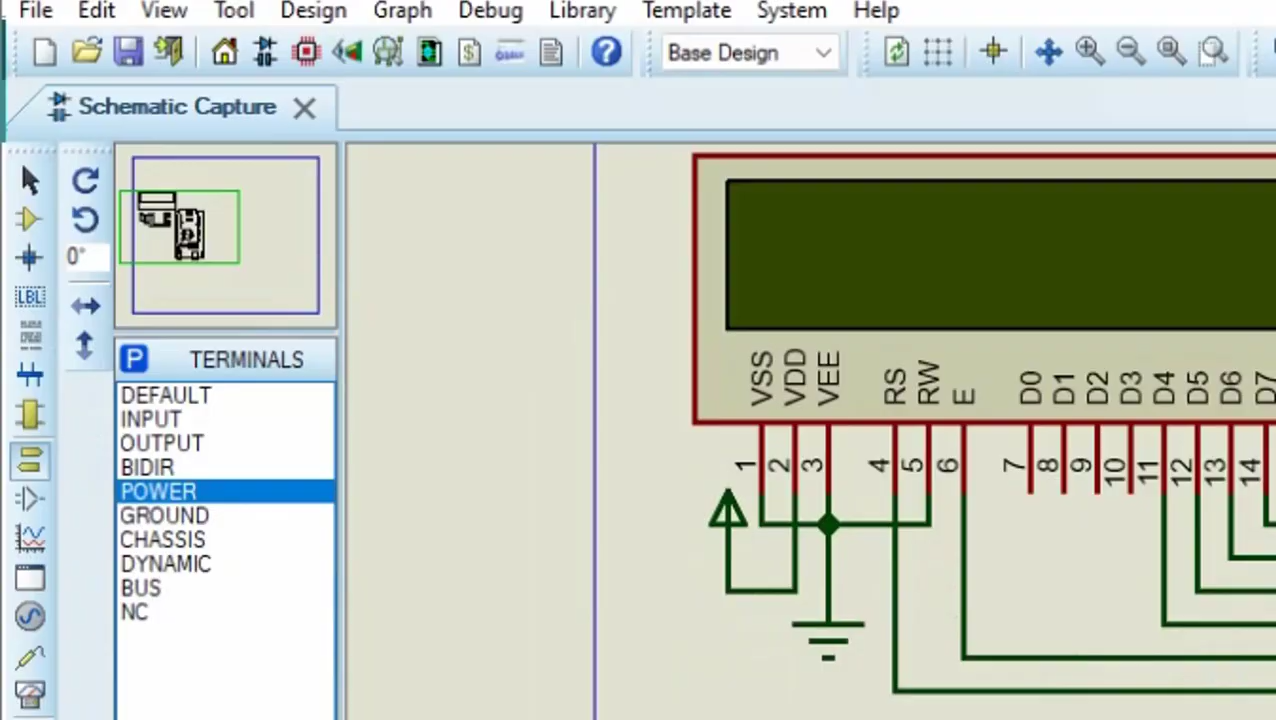 File Edit View Tool Design Graph Debug Library Template System Help
Base Design
Schematic Capture
0°
LBL
P TERMINALS
DEFAULT
INPUT
OUTPUT
BIDIR
POWER
GROUND
CHASSIS
DYNAMIC
BUS
NC
VSS VDD VEE RS RW E D0 D1 D2 D3 D4 D5 D6 D7
1 2 3 4 5 6 7 8 9 10 11 12 13 14